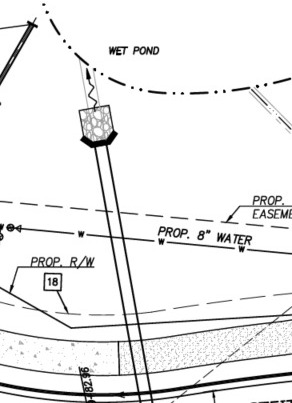 WET POND
PROP.
EASEME
W
W
PROP. 8" WATER
W
W
PROP. R/W
18
82.96